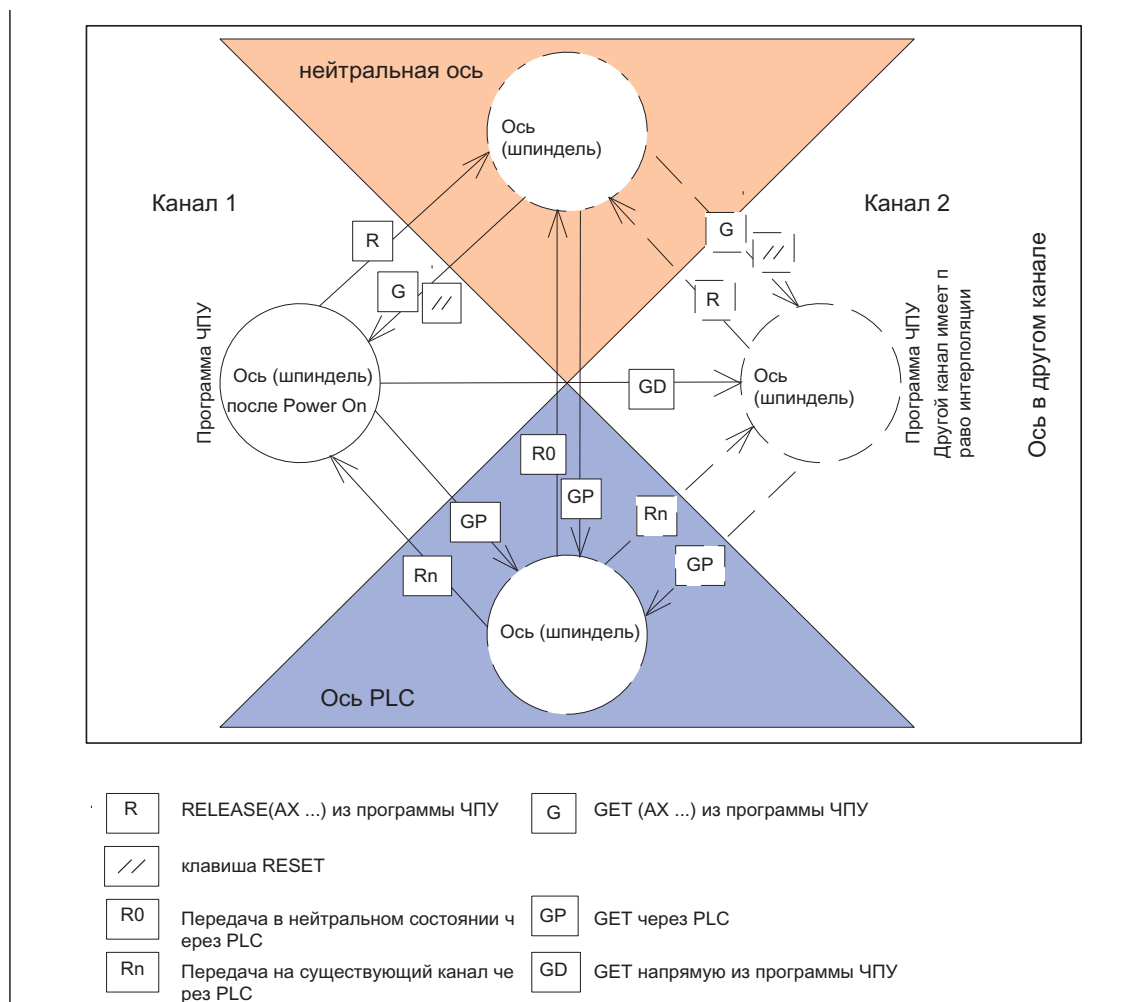 нейтральная ось
Ось
(шпиндель)
Канал 1
Канал 2
R
G
//
G
//
R
Программа ЧПУ
Ось (шпиндель)
после Power On
GD
Ось
(шпиндель)
Программа ЧПУ
Другой канал имеет п
раво интерполяции
Ось в другом канале
R0
GP
GP
Rn
Rn
GP
Ось (шпиндель)
Ось PLC
R
RELEASE(AX ...) из программы ЧПУ
G
GET (AX ...) из программы ЧПУ
//
клавиша RESET
R0
Передача в нейтральном состоянии ч
ерез PLC
GP
GET через PLC
Rn
Передача на существующий канал че
рез PLC
GD
GET напрямую из программы ЧПУ